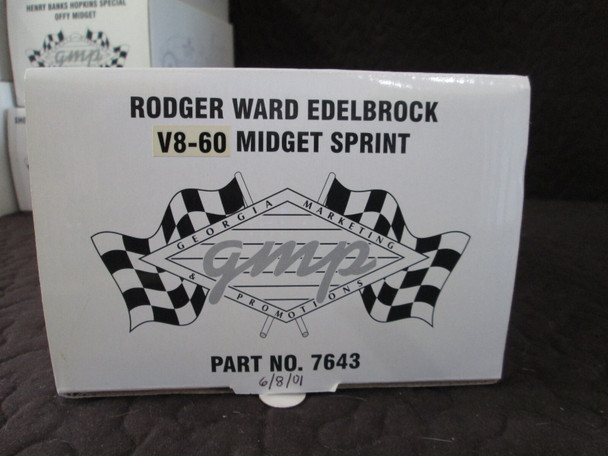 HENRY BANKS HOPKINS SPECIAL
OFFY MIDGET
gmp
RODGER WARD EDELBROCK
V8-60 MIDGET SPRINT
GEORGIA MARKETING
gmp
& PROMOTIONS
PART NO. 7643
6/8/01